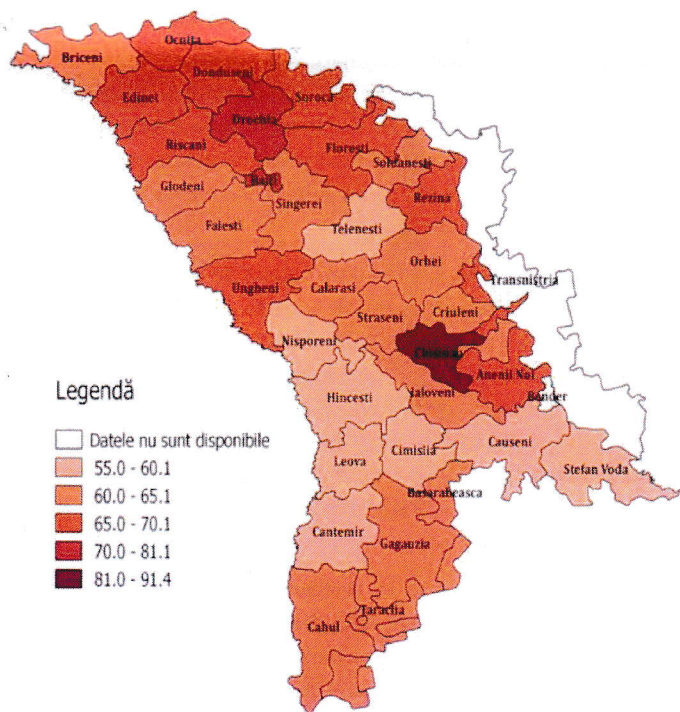 Ocnița
Briceni
Donduseni
Edinet
Soroca
Drochia
Riscani
Floresti
Soldanesti
Balti
Glodeni
Singerei
Rezina
Faiesti
Telenesti
Orhei
Transmistria
Ungheni
Calarasi
Straseni
Criuleni
Nisporeni
Chisinau
Anenii Noi
Ialoveni
Bender
Hincesti
Causeni
Cimislia
Leova
Stefan Voda
Basarabeasca
Cantemir
Gagauzia
Taraclia
Cahul
Legendă
Datele nu sunt disponibile
55.0 - 60.1
60.0 - 65.1
65.0 - 70.1
70.0 - 81.1
81.0 - 91.4